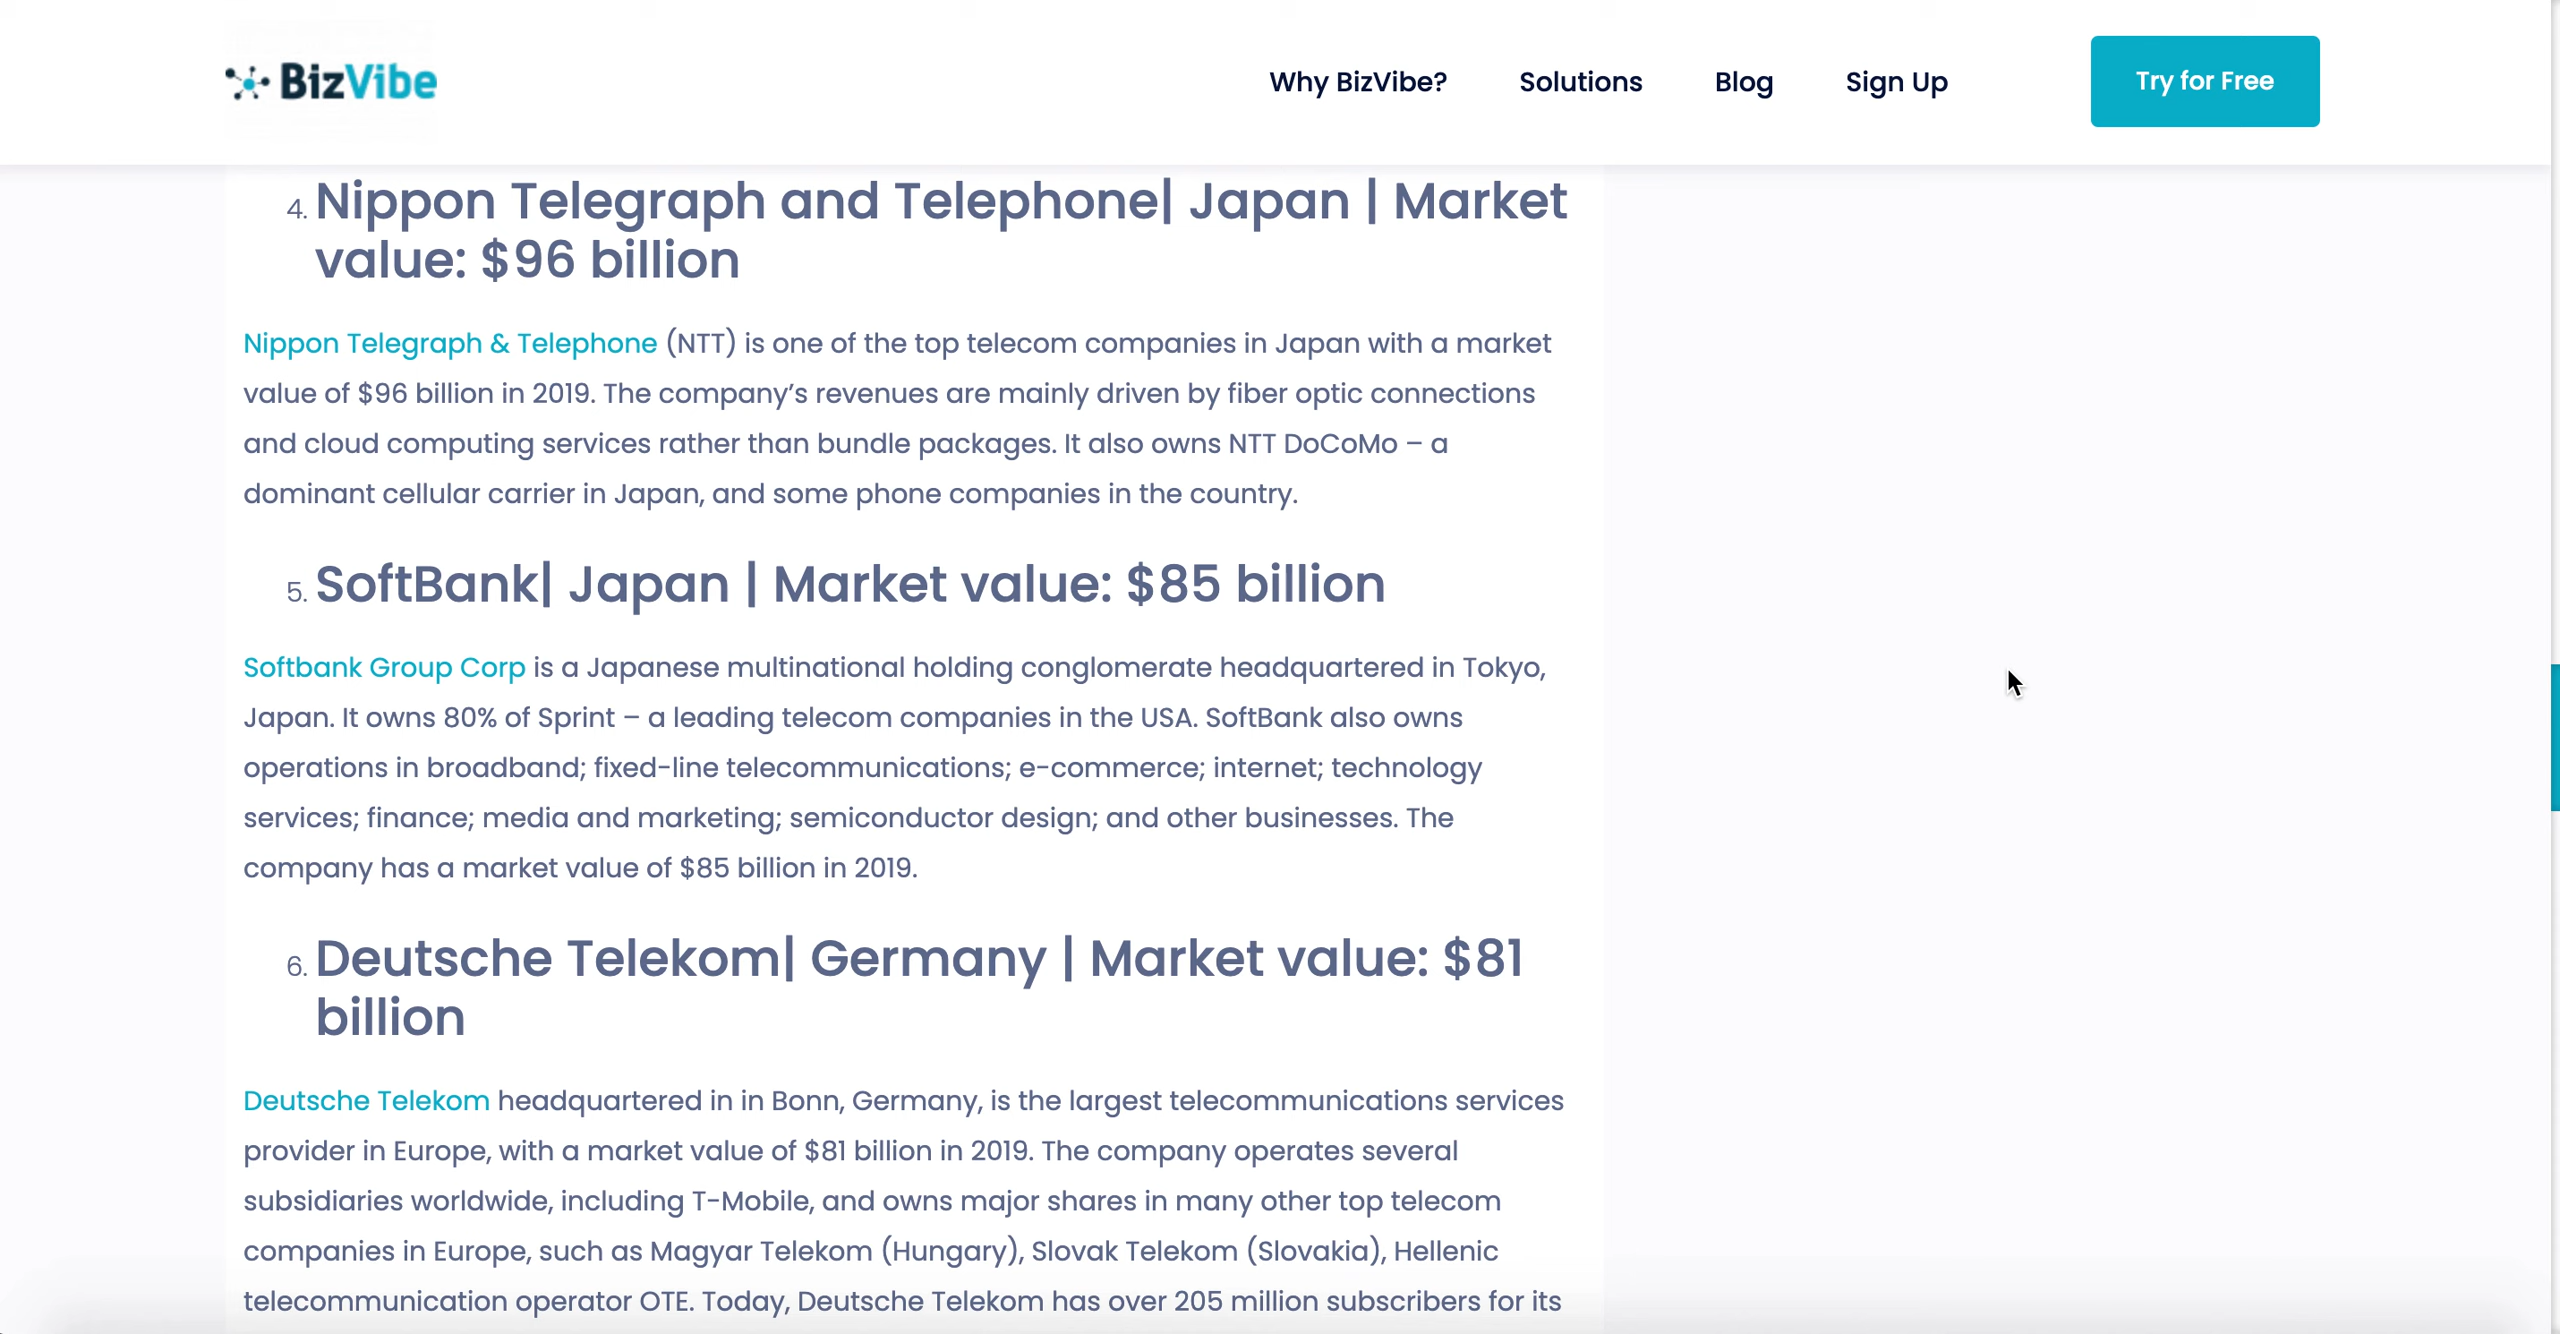 BizVibe
Why BizVibe? Solutions Blog Sign Up Try for Free
4. Nippon Telegraph and Telephone| Japan | Market
value: $96 billion
Nippon Telegraph & Telephone (NTT) is one of the top telecom companies in Japan with a market
value of $96 billion in 2019. The company’s revenues are mainly driven by fiber optic connections
and cloud computing services rather than bundle packages. It also owns NTT DoCoMo – a
dominant cellular carrier in Japan, and some phone companies in the country.
5. SoftBank| Japan | Market value: $85 billion
Softbank Group Corp is a Japanese multinational holding conglomerate headquartered in Tokyo,
Japan. It owns 80% of Sprint – a leading telecom companies in the USA. SoftBank also owns
operations in broadband; fixed-line telecommunications; e-commerce; internet; technology
services; finance; media and marketing; semiconductor design; and other businesses. The
company has a market value of $85 billion in 2019.
6. Deutsche Telekom| Germany | Market value: $81
billion
Deutsche Telekom headquartered in in Bonn, Germany, is the largest telecommunications services
provider in Europe, with a market value of $81 billion in 2019. The company operates several
subsidiaries worldwide, including T-Mobile, and owns major shares in many other top telecom
companies in Europe, such as Magyar Telekom (Hungary), Slovak Telekom (Slovakia), Hellenic
telecommunication operator OTE. Today, Deutsche Telekom has over 205 million subscribers for its